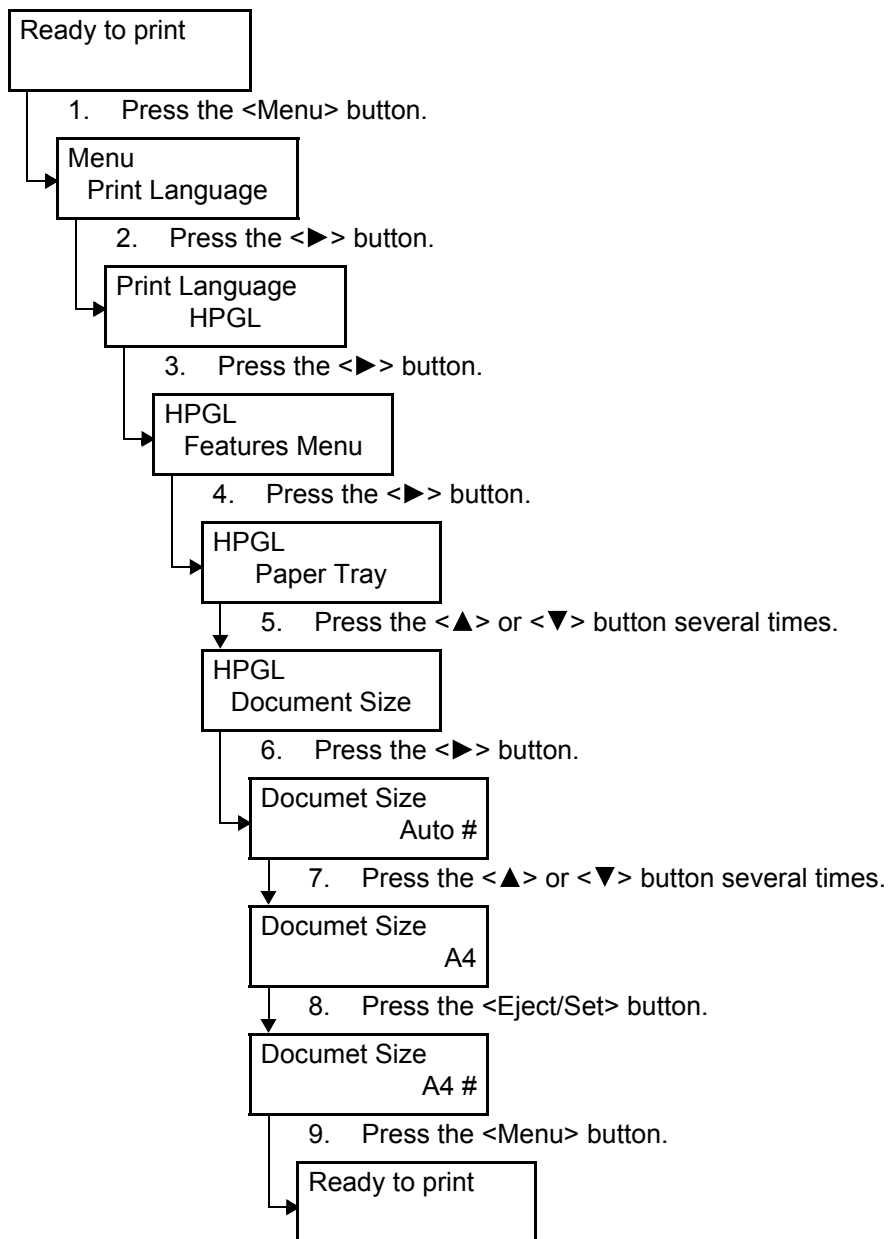 Ready to print
1. Press the <Menu> button.
Menu
Print Language
2. Press the <►> button.
Print Language
HPGL
3. Press the <►> button.
HPGL
Features Menu
4. Press the <►> button.
HPGL
Paper Tray
5. Press the <▲> or <▼> button several times.
HPGL
Document Size
6. Press the <►> button.
Documet Size
Auto #
7. Press the <▲> or <▼> button several times.
Documet Size
A4
8. Press the <Eject/Set> button.
Documet Size
A4 #
9. Press the <Menu> button.
Ready to print